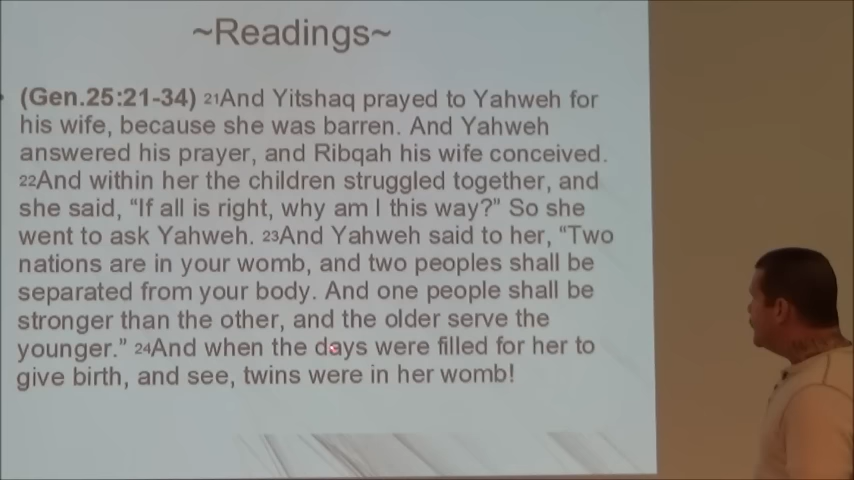 ~Readings~
(Gen.25:21-34) 21And Yitshaq prayed to Yahweh for
his wife, because she was barren. And Yahweh
answered his prayer, and Ribqah his wife conceived.
22And within her the children struggled together, and
she said, “If all is right, why am I this way?” So she
went to ask Yahweh. 23And Yahweh said to her, “Two
nations are in your womb, and two peoples shall be
separated from your body. And one people shall be
stronger than the other, and the older serve the
younger.” 24And when the days were filled for her to
give birth, and see, twins were in her womb!